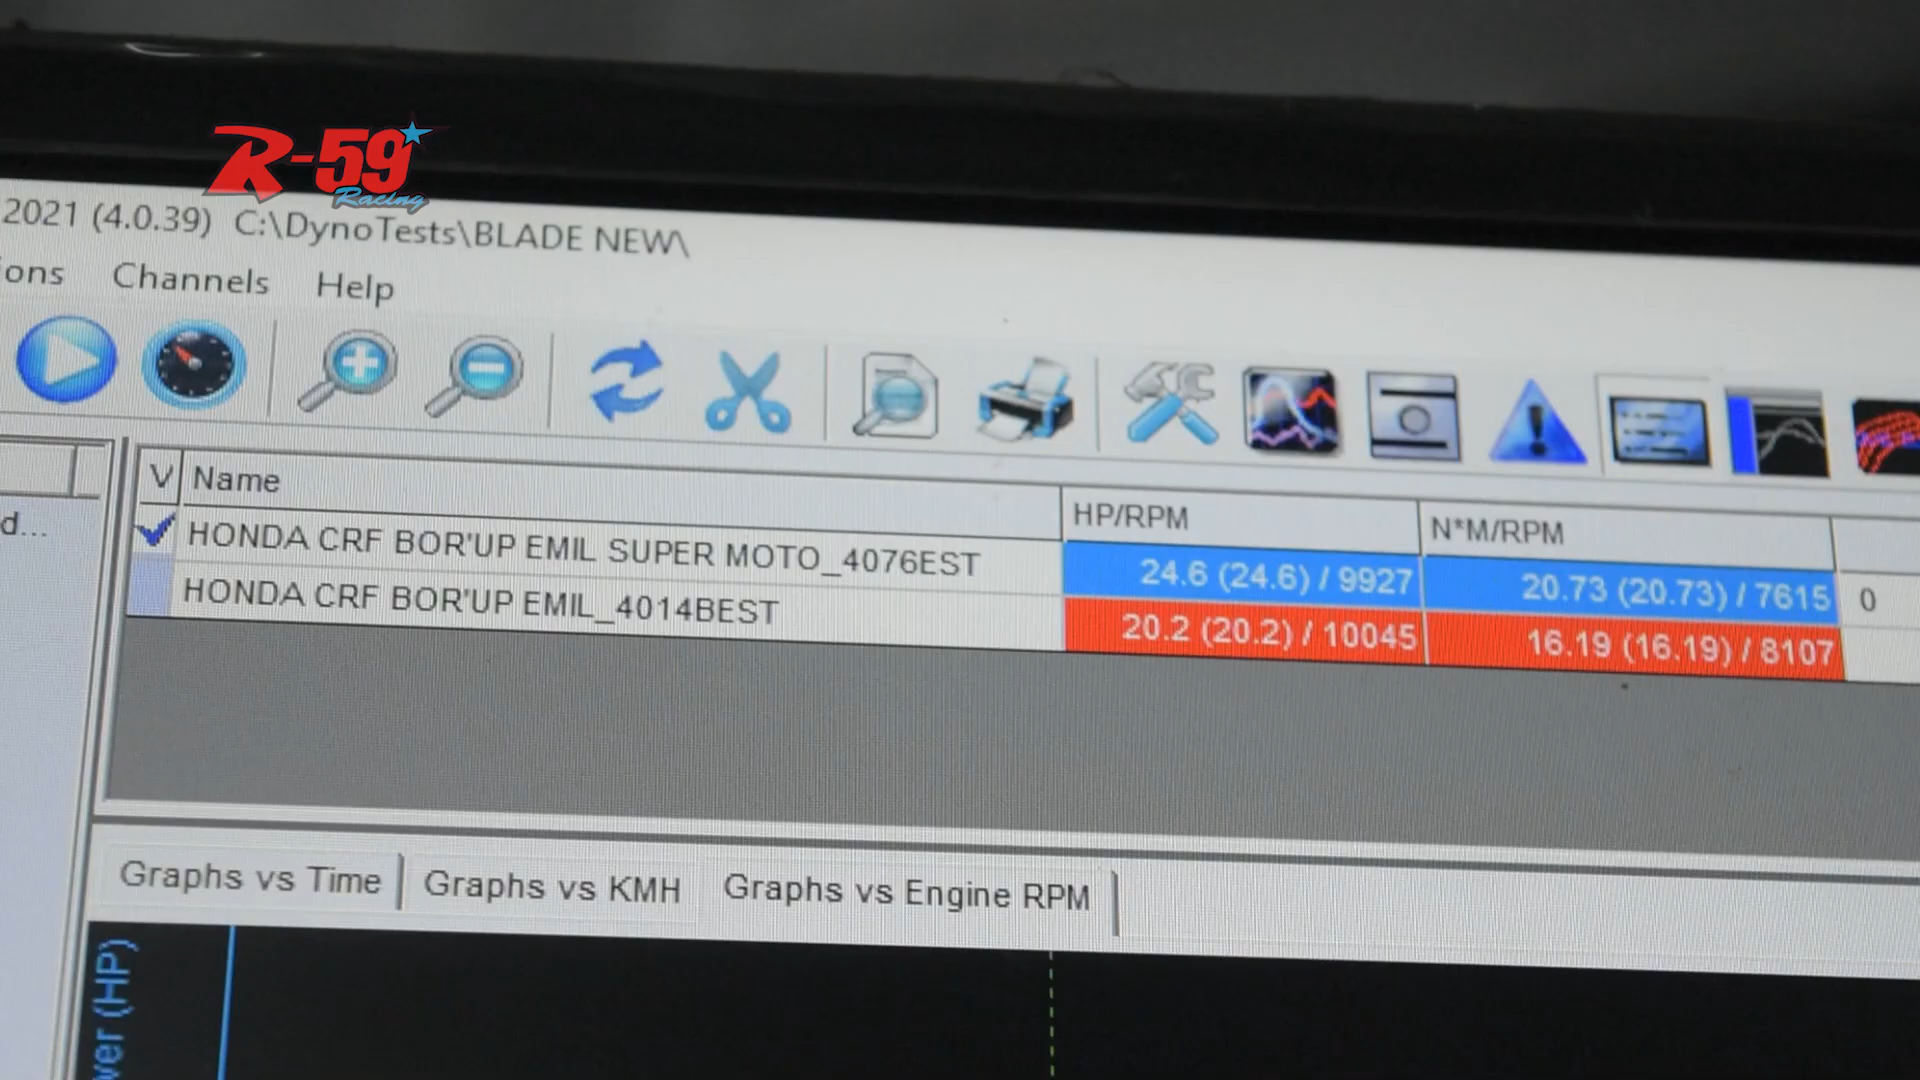 R-59
Racing
2021 (4.0.39) C:\DynoTests\BLADE NEW\
ions Channels Help
d...
V Name HP/RPM N*M/RPM
HONDA CRF BOR'UP EMIL SUPER MOTO_4076EST 24.6 (24.6) / 9927 20.73 (20.73) / 7615 0
HONDA CRF BOR'UP EMIL_4014BEST 20.2 (20.2) / 10045 16.19 (16.19) / 8107
Graphs vs Time Graphs vs KMH Graphs vs Engine RPM
wer (HP)